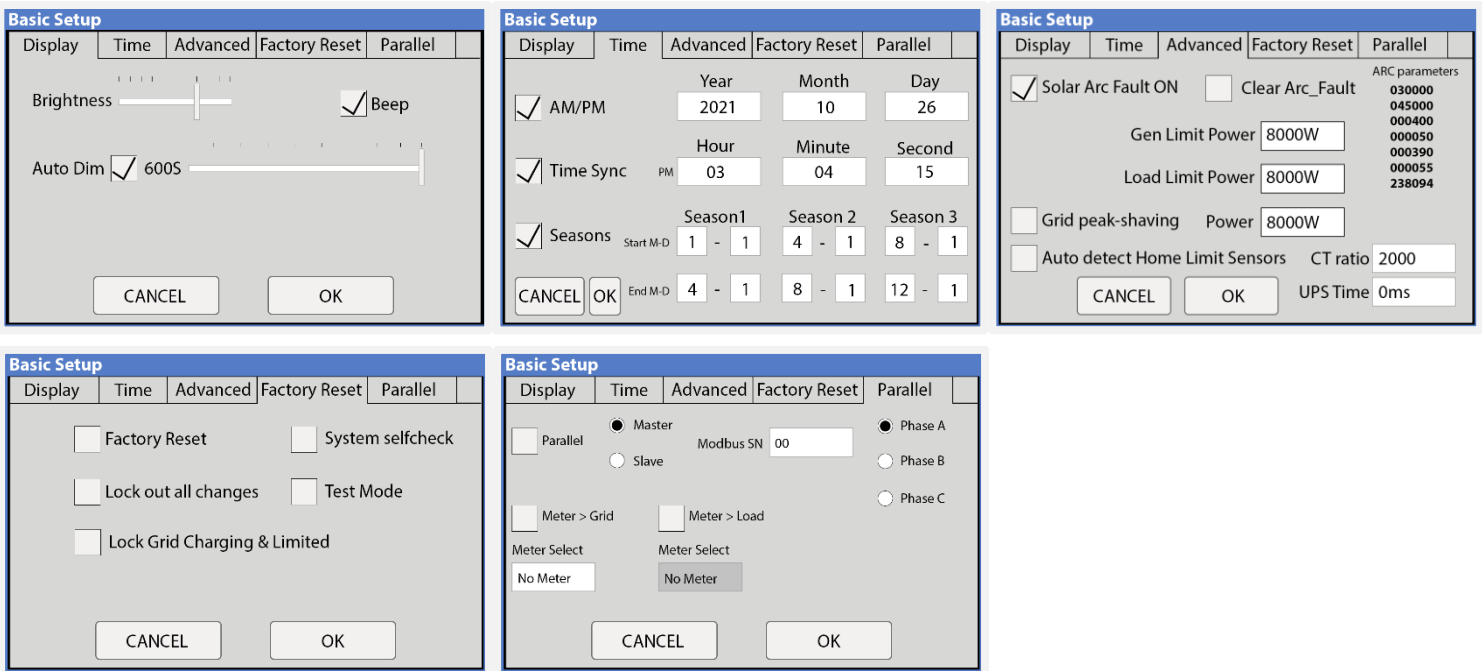 Basic Setup
Display Time Advanced Factory Reset Parallel
Brightness Beep
Auto Dim 600S
CANCEL OK
Basic Setup
Display Time Advanced Factory Reset Parallel
Year Month Day
AM/PM 2021 10 26
Hour Minute Second
Time Sync PM 03 04 15
Season1 Season 2 Season 3
Seasons Start M-D 1 - 1 4 - 1 8 - 1
CANCEL OK End M-D 4 - 1 8 - 1 12 - 1
Basic Setup
Display Time Advanced Factory Reset Parallel
ARC parameters
Solar Arc Fault ON Clear Arc_Fault 030000
045000
000400
Gen Limit Power 8000W 000050
000390
000055
Load Limit Power 8000W 238094
Grid peak-shaving Power 8000W
Auto detect Home Limit Sensors CT ratio 2000
CANCEL OK UPS Time 0ms
Basic Setup
Display Time Advanced Factory Reset Parallel
Factory Reset System selfcheck
Lock out all changes Test Mode
Lock Grid Charging & Limited
CANCEL OK
Basic Setup
Display Time Advanced Factory Reset Parallel
Master Phase A
Parallel Modbus SN 00
Slave Phase B
Phase C
Meter > Grid Meter > Load
Meter Select Meter Select
No Meter No Meter
CANCEL OK